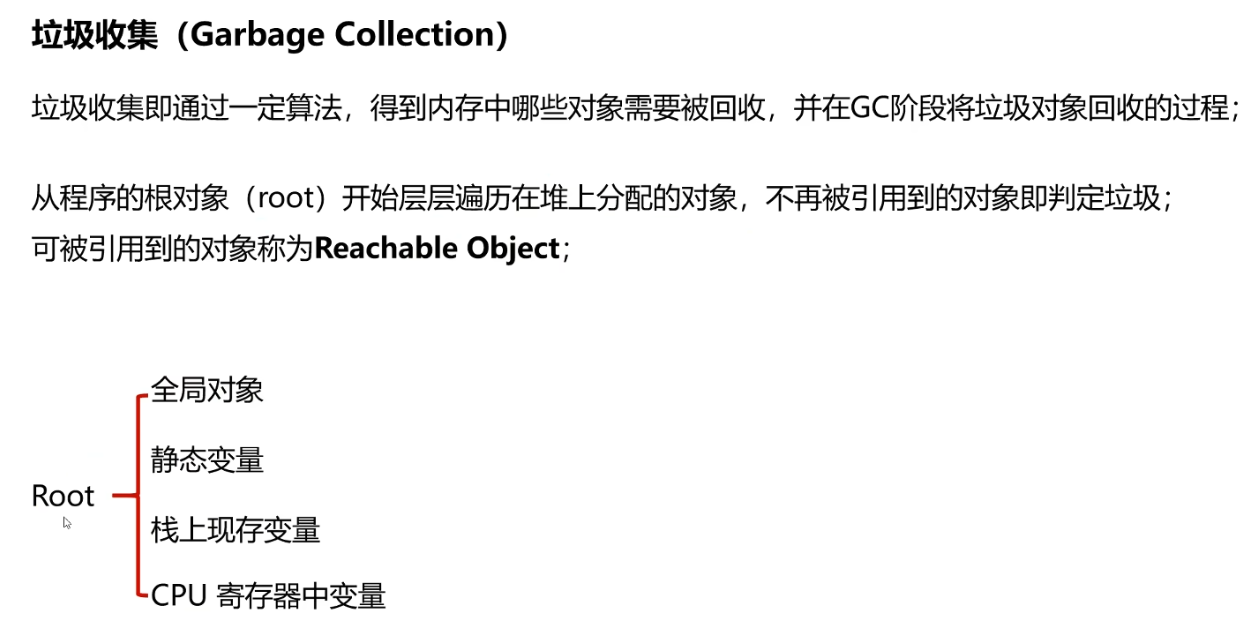 垃圾收集（Garbage Collection）
垃圾收集即通过一定算法，得到内存中哪些对象需要被回收，并在GC阶段将垃圾对象回收的过程；
从程序的根对象（root）开始层层遍历在堆上分配的对象，不再被引用到的对象即判定垃圾；
可被引用到的对象称为Reachable Object；
全局对象
静态变量
Root
栈上现存变量
CPU 寄存器中变量